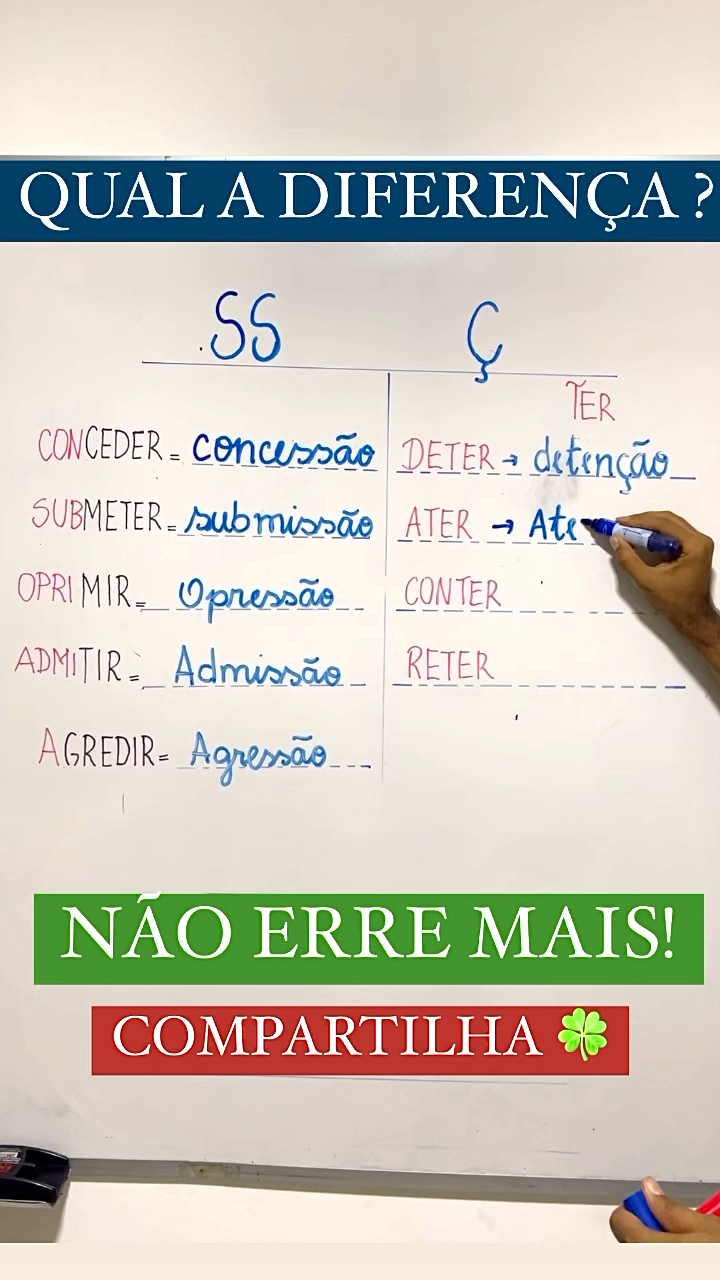 QUAL A DIFERENÇA ?
SS Ç
TER
CONCEDER = concessão DETER → detenção
SUBMETER = submissão ATER → Ate
OPRIMIR = Opressão CONTER
ADMITIR = Admissão RETER
AGREDIR = Agressão
NÃO ERRE MAIS!
COMPARTILHA 🍀